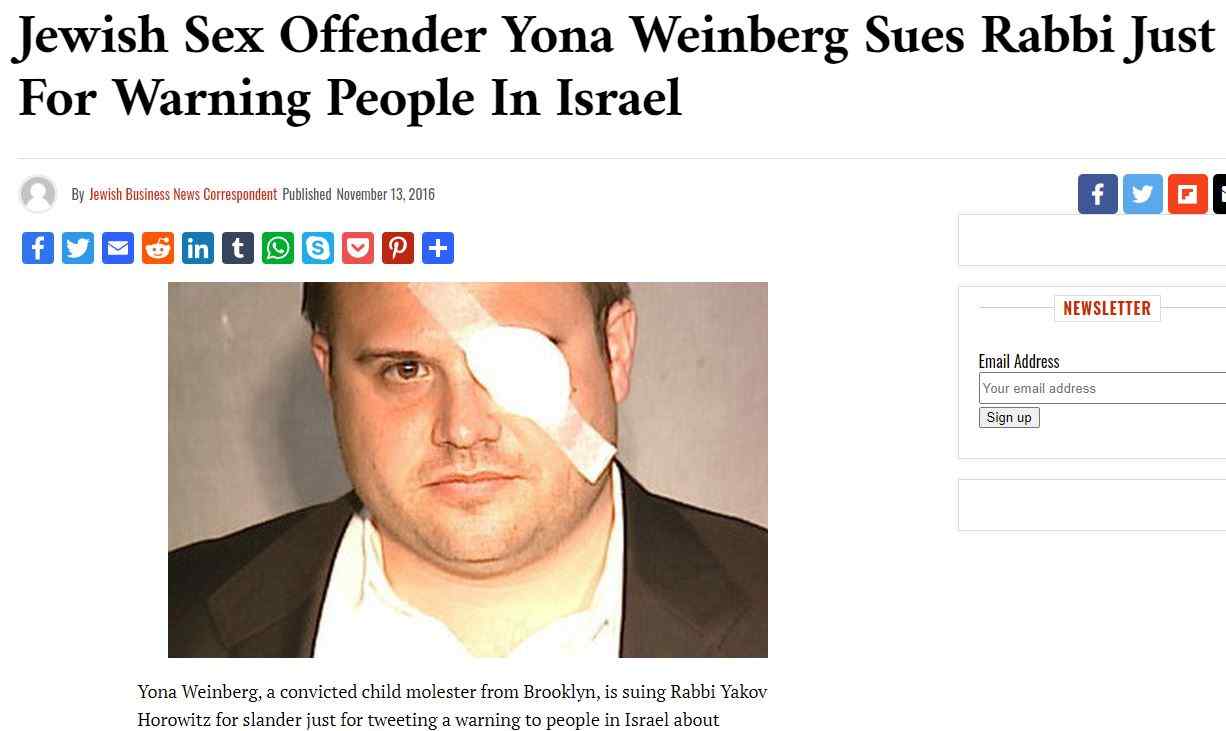 Jewish Sex Offender Yona Weinberg Sues Rabbi Just
For Warning People In Israel
By Jewish Business News Correspondent Published November 13, 2016
NEWSLETTER
Email Address
Your email address
Sign up
Yona Weinberg, a convicted child molester from Brooklyn, is suing Rabbi Yakov
Horowitz for slander just for tweeting a warning to people in Israel about